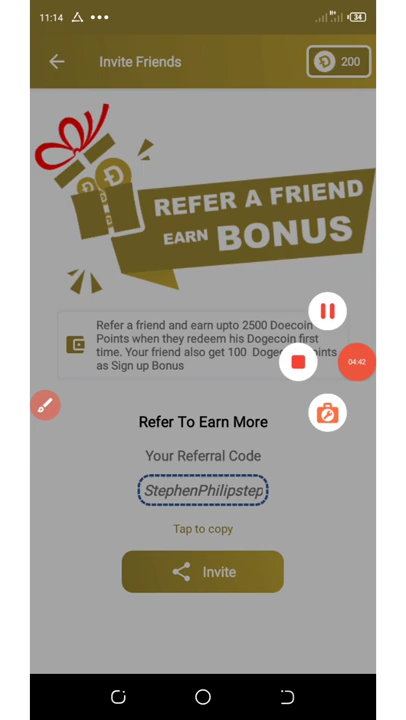 11:14
H+
34
Invite Friends
200
REFER A FRIEND
EARN BONUS
Refer a friend and earn upto 2500 Doecoin
Points when they redeem his Dogecoin first
time. Your friend also get 100
as Sign up Bonus
04:42
Refer To Earn More
Your Referral Code
StephenPhilipstep
Tap to copy
Invite